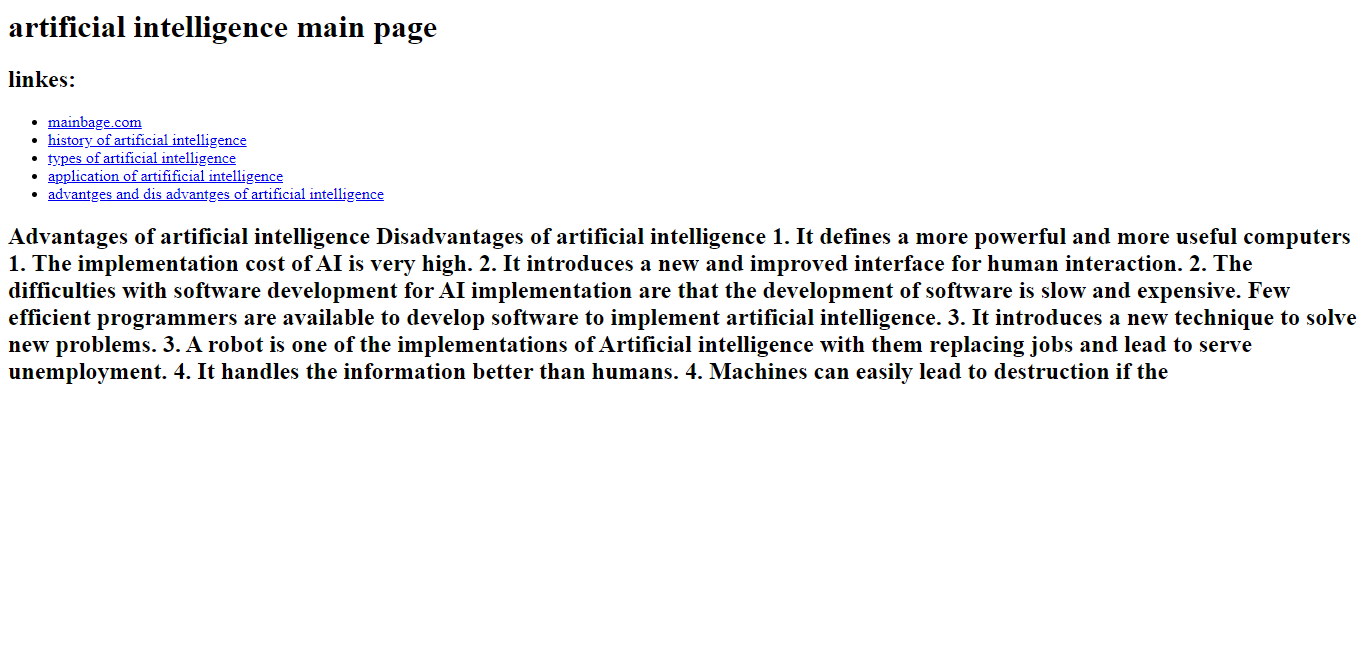 artificial intelligence main page
linkes:
mainbage.com
history of artificial intelligence
types of artificial intelligence
application of artifificial intelligence
advantges and dis advantges of artificial intelligence
Advantages of artificial intelligence Disadvantages of artificial intelligence 1. It defines a more powerful and more useful computers
1. The implementation cost of AI is very high. 2. It introduces a new and improved interface for human interaction. 2. The
difficulties with software development for AI implementation are that the development of software is slow and expensive. Few
efficient programmers are available to develop software to implement artificial intelligence. 3. It introduces a new technique to solve
new problems. 3. A robot is one of the implementations of Artificial intelligence with them replacing jobs and lead to serve
unemployment. 4. It handles the information better than humans. 4. Machines can easily lead to destruction if the